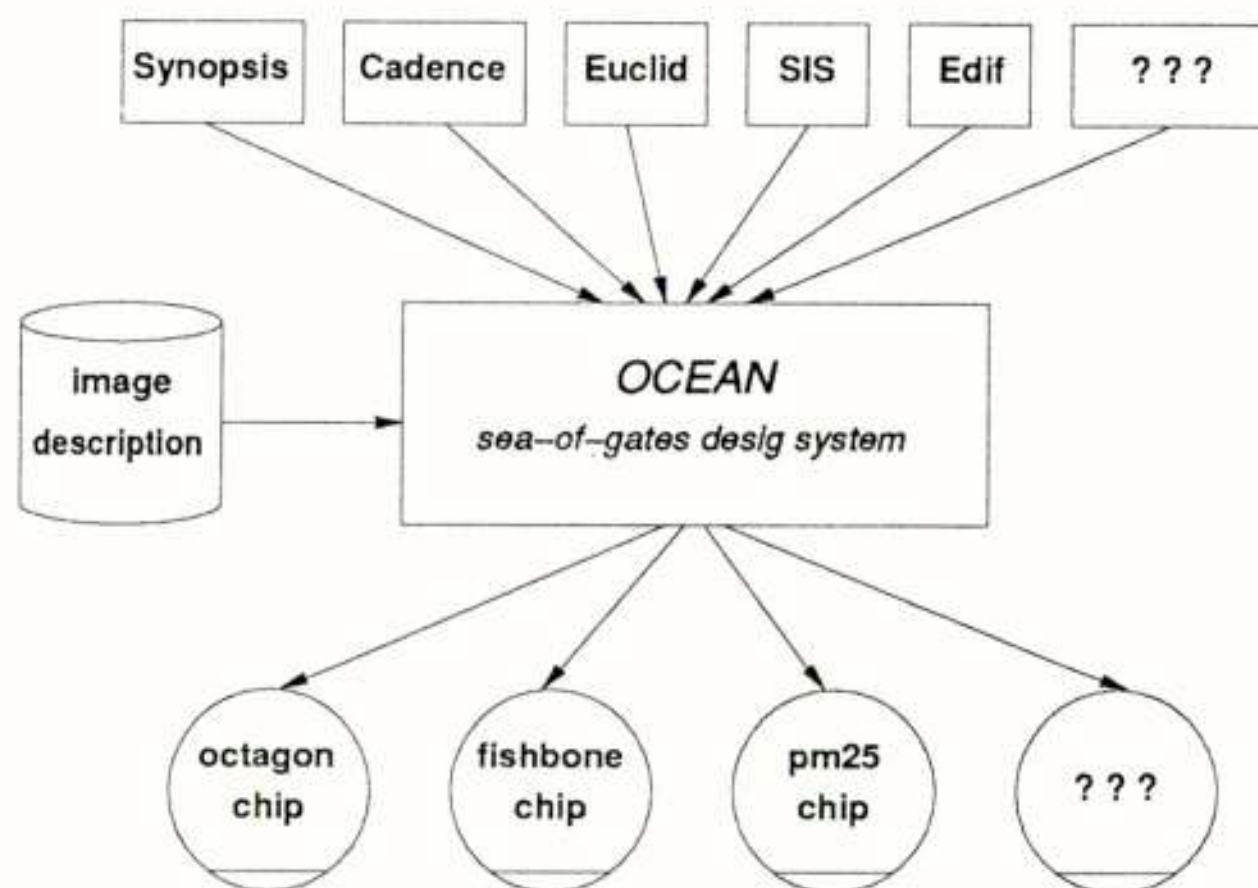 Synopsis
Cadence
Euclid
SIS
Edif
? ? ?
image
description
OCEAN
sea-of-gates desig system
octagon
chip
fishbone
chip
pm25
chip
? ? ?